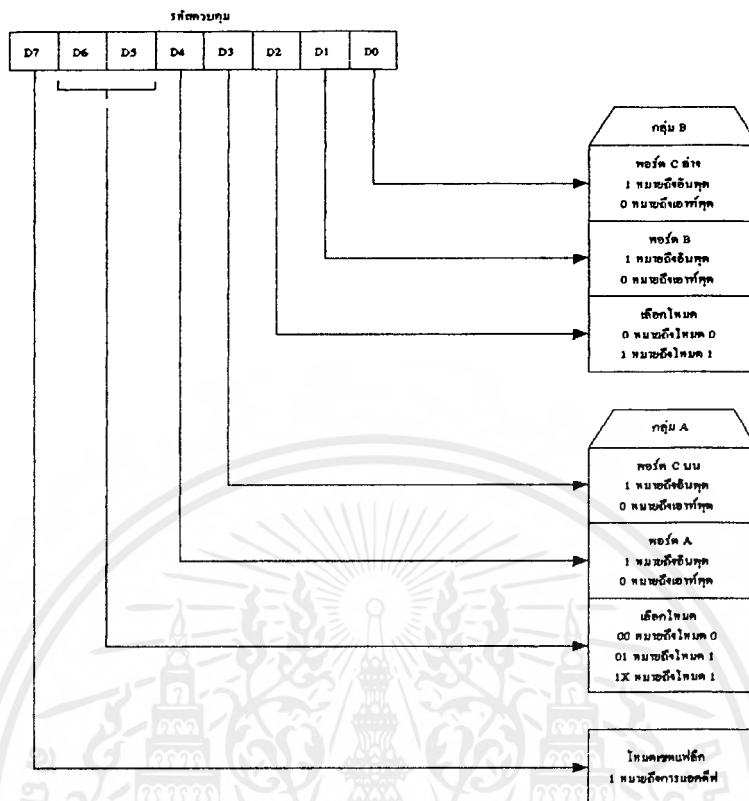 รหัสควบคุม
D7 D6 D5 D4 D3 D2 D1 D0
กลุ่ม B
พอร์ต C ล่าง
1 หมายถึงอินพุต
0 หมายถึงเอาท์พุต
พอร์ต B
1 หมายถึงอินพุต
0 หมายถึงเอาท์พุต
เลือกโหมด
0 หมายถึงโหมด 0
1 หมายถึงโหมด 1
กลุ่ม A
พอร์ต C บน
1 หมายถึงอินพุต
0 หมายถึงเอาท์พุต
พอร์ต A
1 หมายถึงอินพุต
0 หมายถึงเอาท์พุต
เลือกโหมด
00 หมายถึงโหมด 0
01 หมายถึงโหมด 1
1X หมายถึงโหมด 1
โหมดเซตแฟล็ก
1 หมายถึงการแอคตีฟ